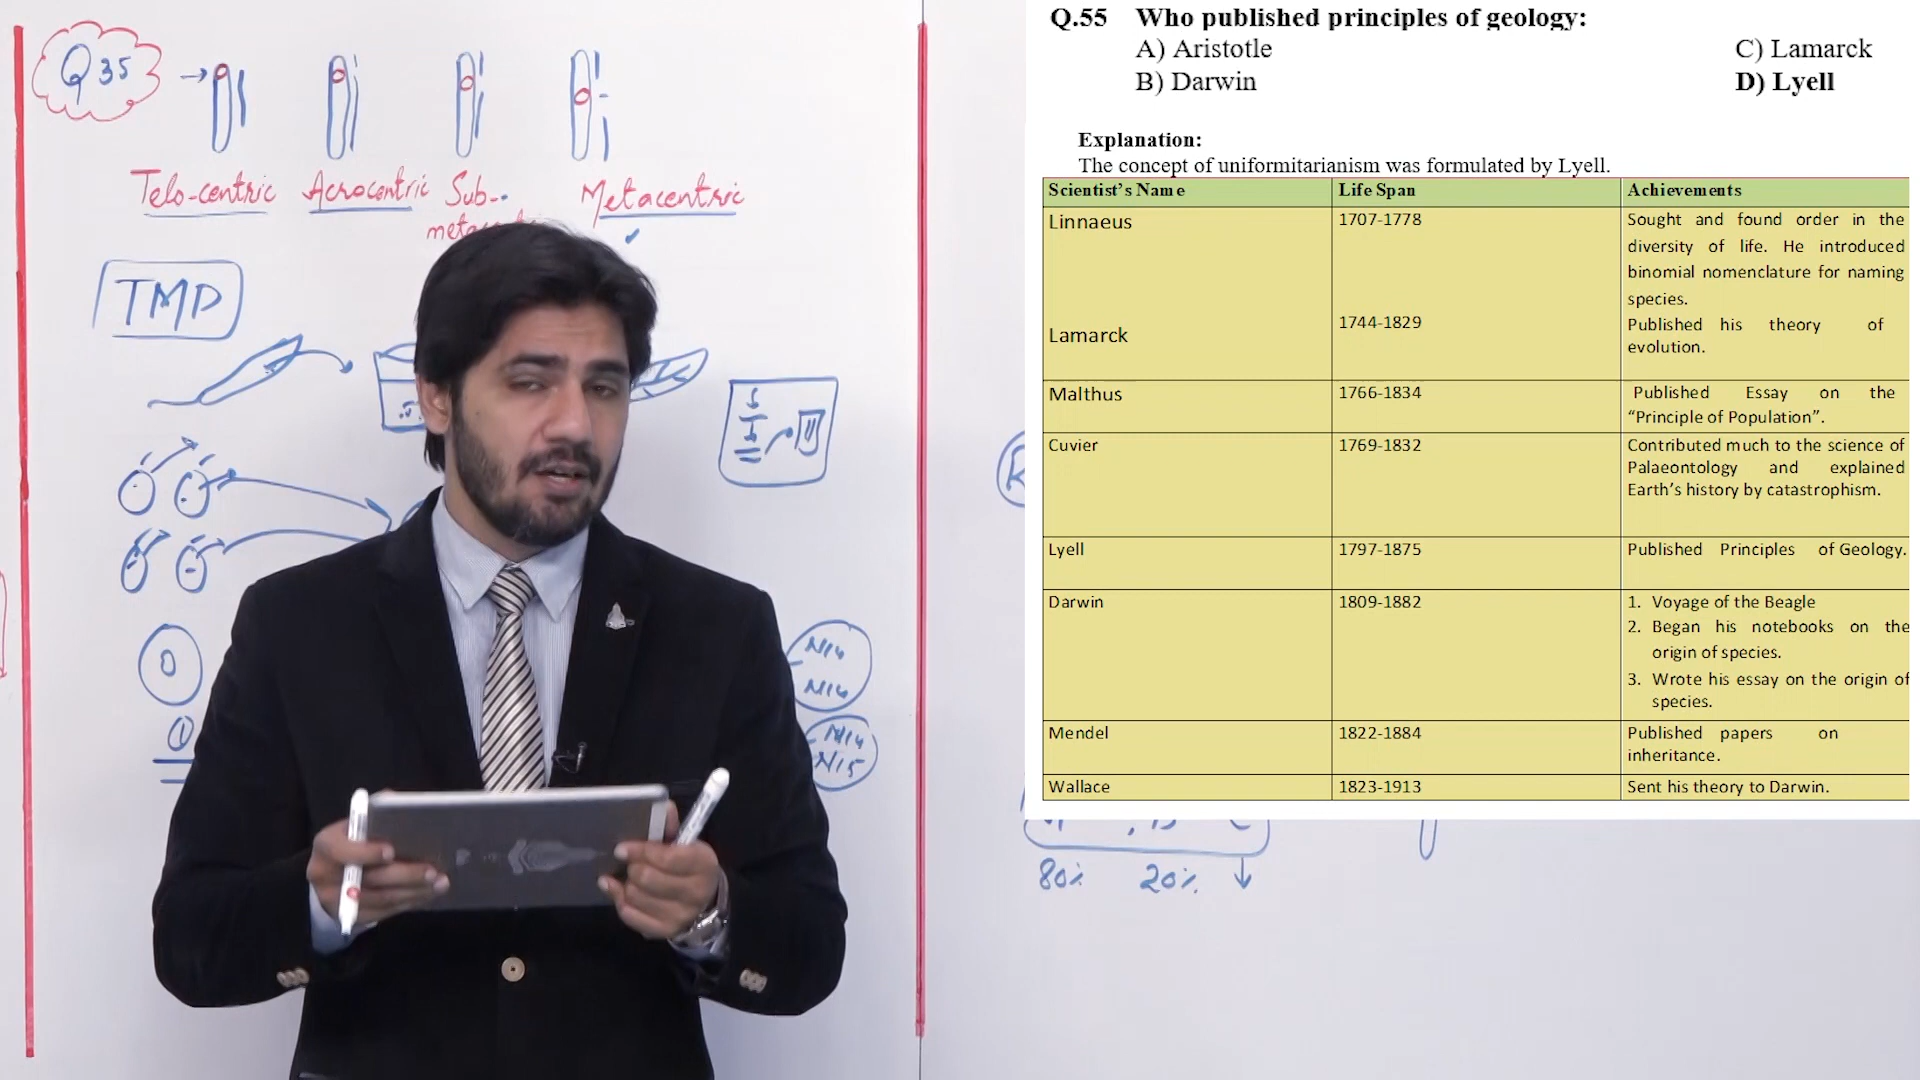 Q 35
Telo-centric Acrocentric Sub- Metacentric
TMD
N14
N14
N14
N15
80% 20%
Q.55 Who published principles of geology:
A) Aristotle C) Lamarck
B) Darwin D) Lyell
Explanation:
The concept of uniformitarianism was formulated by Lyell.
Scientist's Name Life Span Achievements
Linnaeus 1707-1778 Sought and found order in the
diversity of life. He introduced
binomial nomenclature for naming
species.
Lamarck 1744-1829 Published his theory of
evolution.
Malthus 1766-1834 Published Essay on the
“Principle of Population”.
Cuvier 1769-1832 Contributed much to the science of
Palaeontology and explained
Earth’s history by catastrophism.
Lyell 1797-1875 Published Principles of Geology.
Darwin 1809-1882 1. Voyage of the Beagle
2. Began his notebooks on the
origin of species.
3. Wrote his essay on the origin of
species.
Mendel 1822-1884 Published papers on
inheritance.
Wallace 1823-1913 Sent his theory to Darwin.